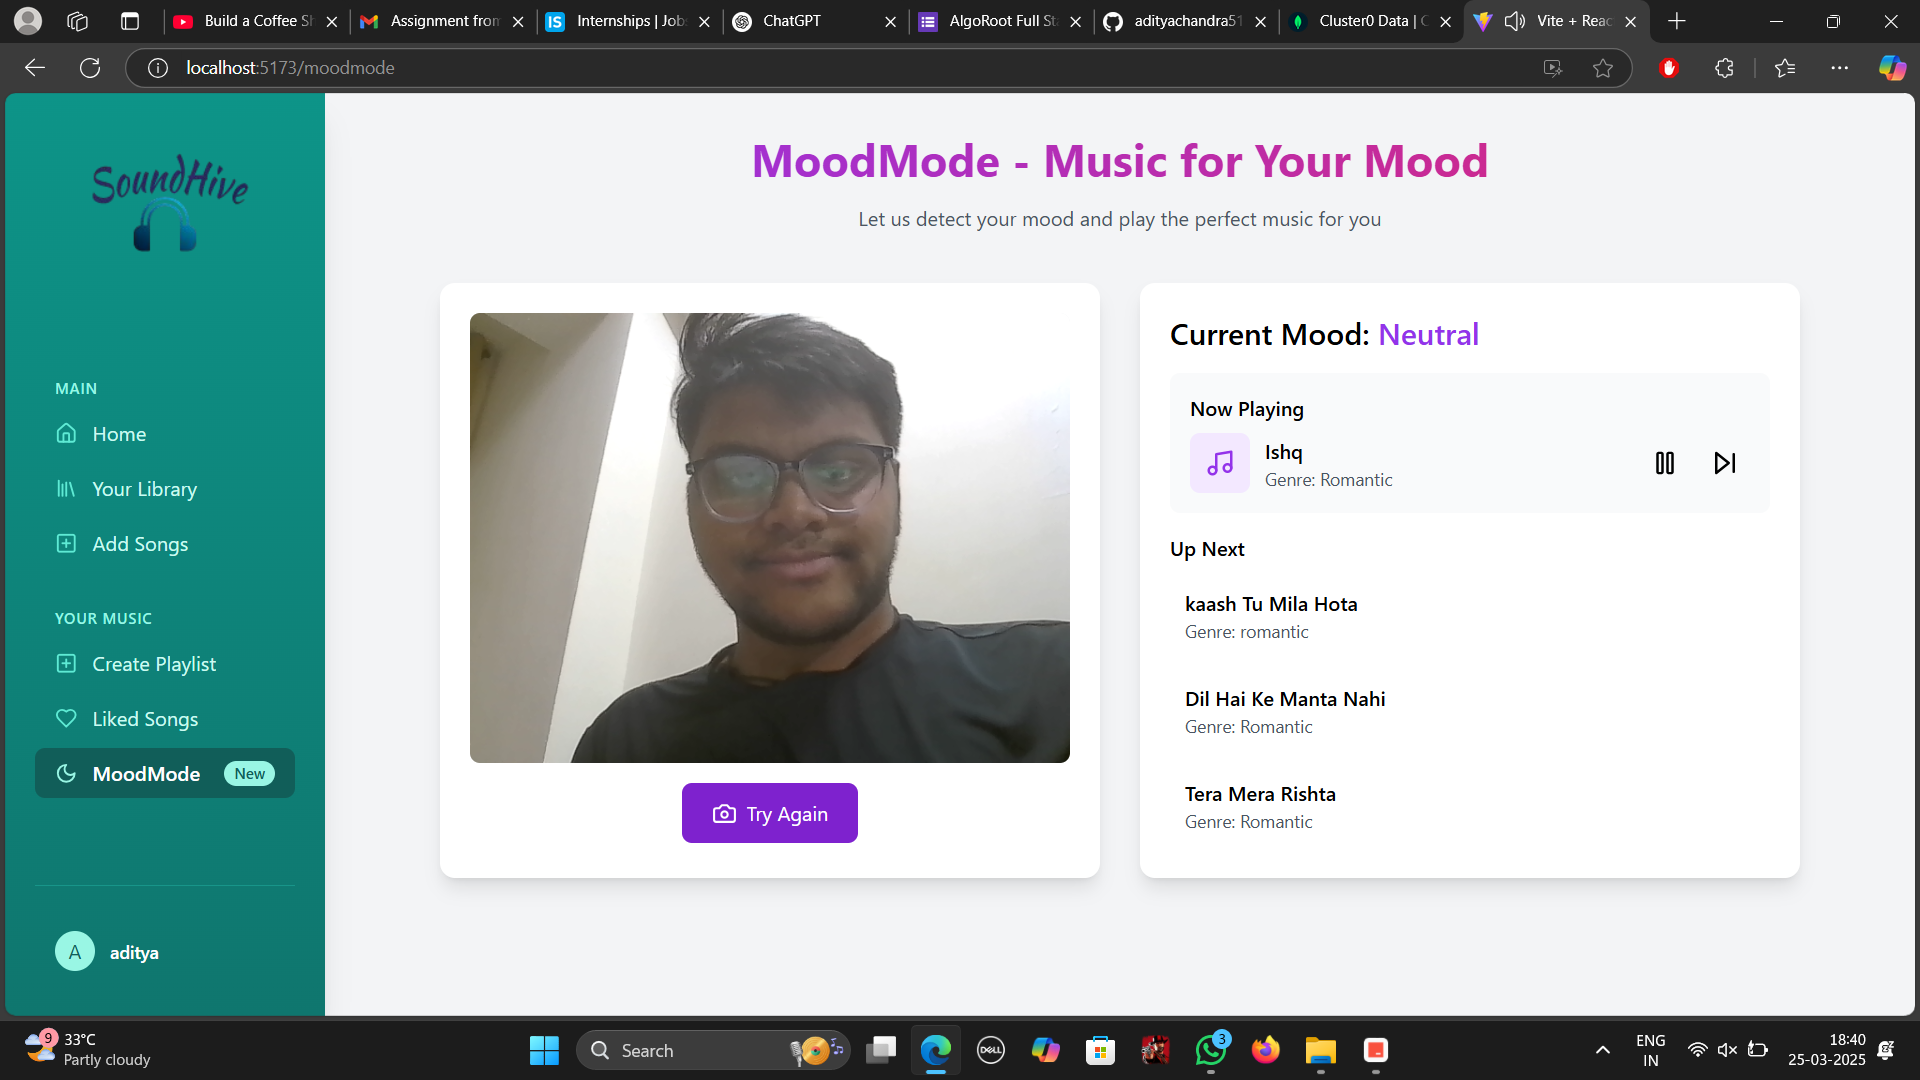 Build a Coffee Sh
Assignment from
Internships | Job
ChatGPT
AlgoRoot Full Sta
adityachandra51
Cluster0 Data | C
Vite + Reac
localhost:5173/moodmode
SoundHive
MAIN
Home
Your Library
Add Songs
YOUR MUSIC
Create Playlist
Liked Songs
MoodMode New
A aditya
MoodMode - Music for Your Mood
Let us detect your mood and play the perfect music for you
Try Again
Current Mood: Neutral
Now Playing
Ishq
Genre: Romantic
Up Next
kaash Tu Mila Hota
Genre: romantic
Dil Hai Ke Manta Nahi
Genre: Romantic
Tera Mera Rishta
Genre: Romantic
9
33°C
Partly cloudy
Search
DELL
3
ENG
IN
18:40
25-03-2025